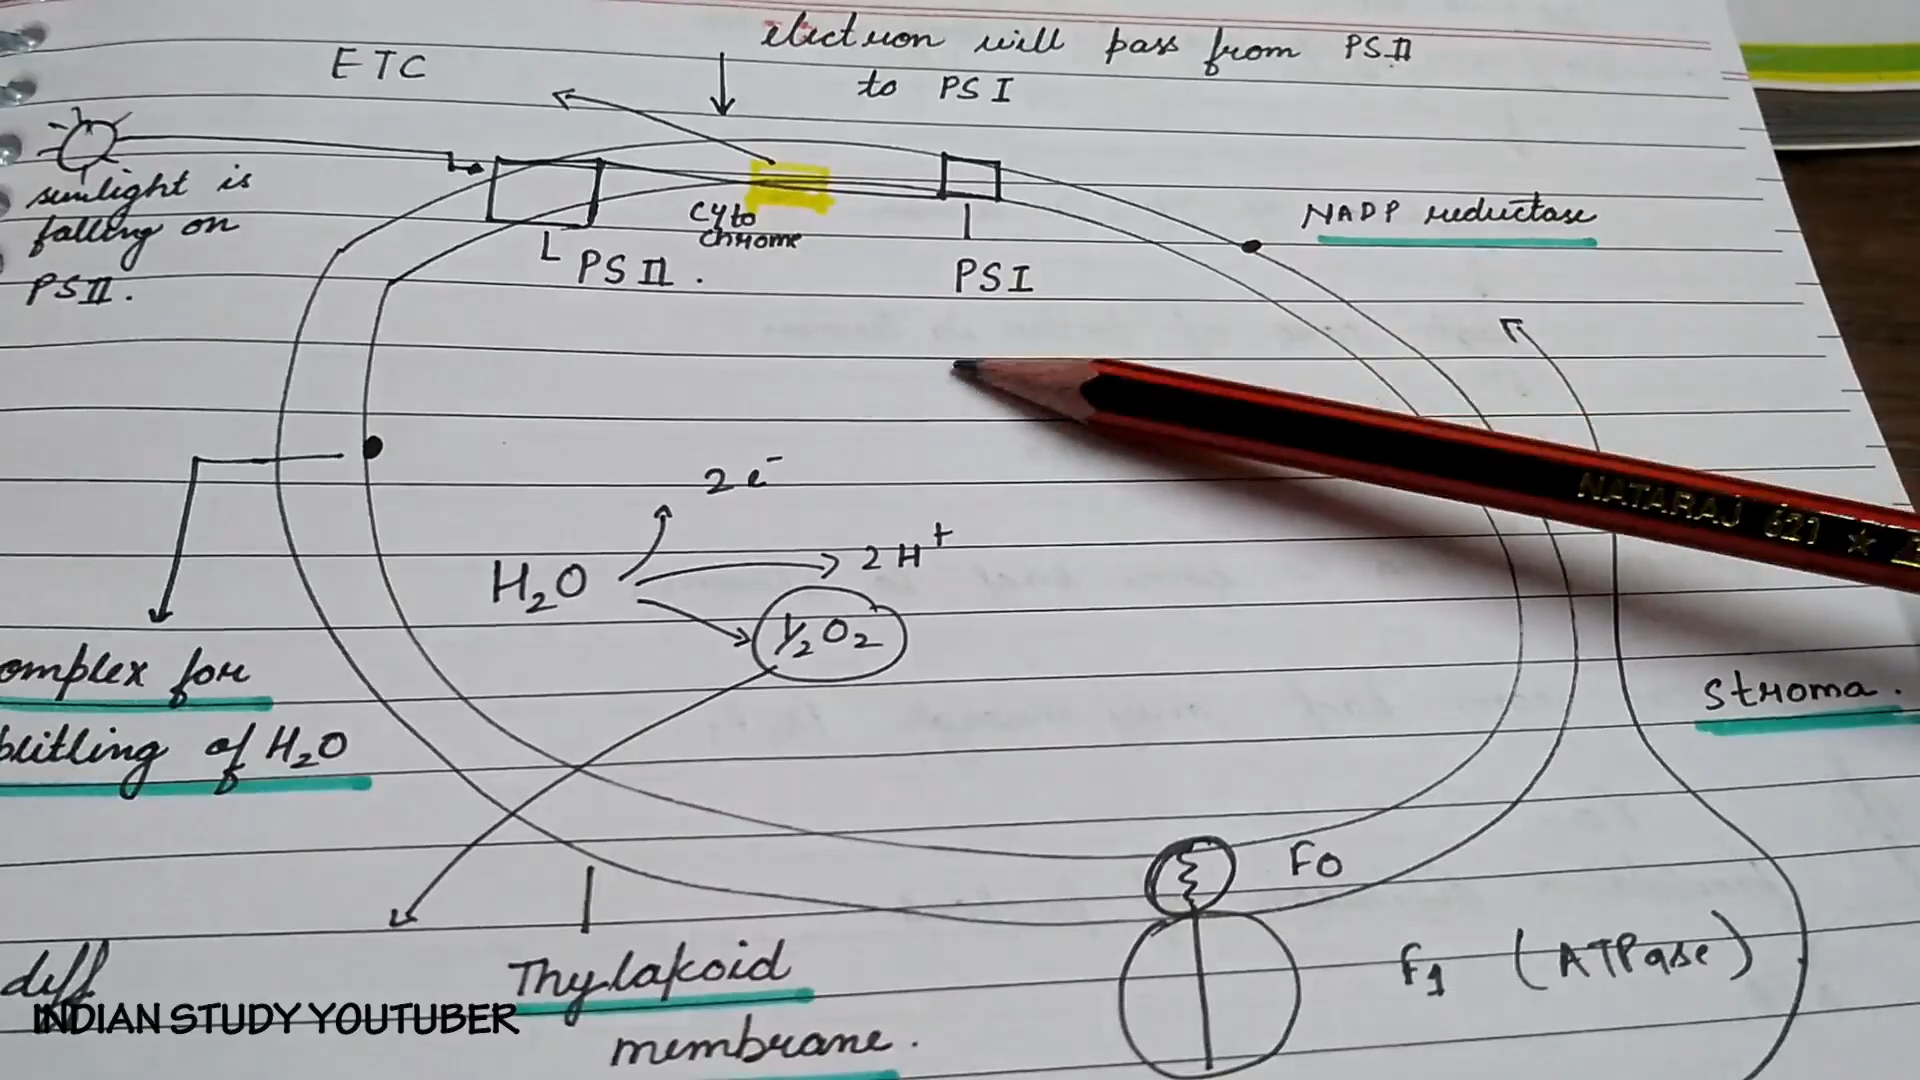 electron will pass from PS II
to PS I
ETC
sunlight is
falling on
PS II.
Cyto
chrome
PS II.
PS I
NADP reductase
2e⁻
H₂O
2H⁺
½O₂
omplex for
plitling of H₂O
stroma.
F0
F1 (ATPase)
diff
Thylakoid
membrane.
NATARAJ 621
INDIAN STUDY YOUTUBER